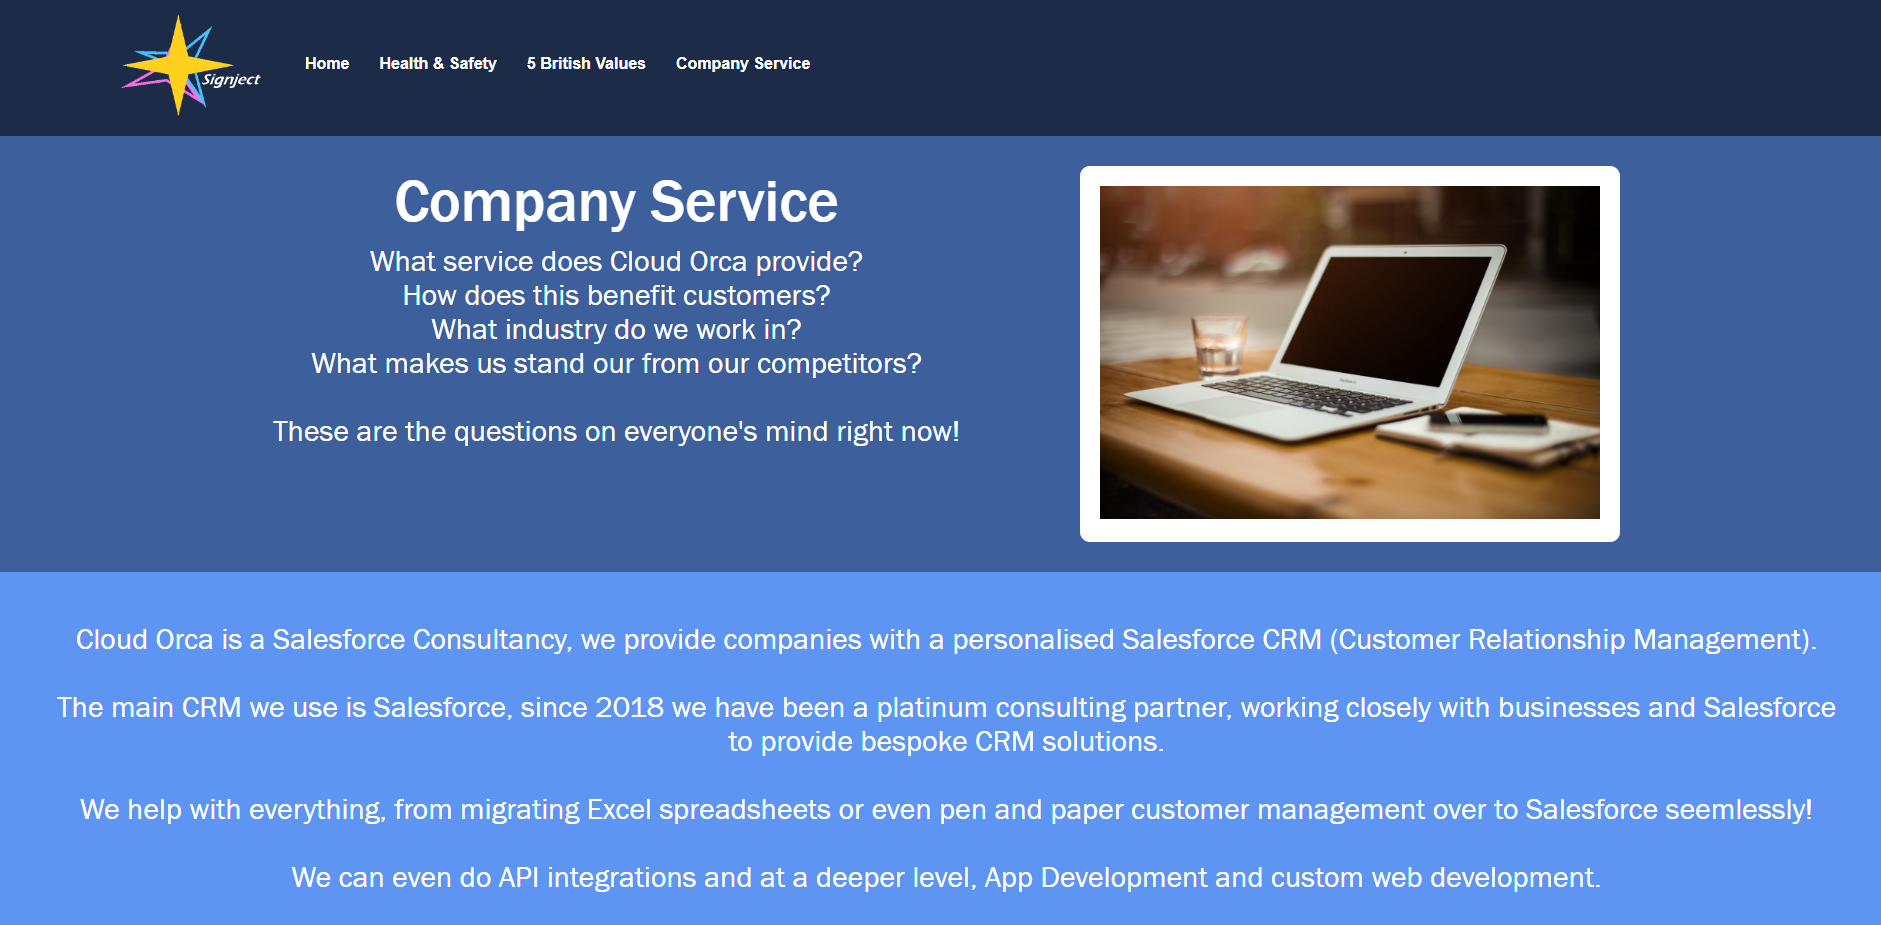 Signject
Home
Health & Safety
5 British Values
Company Service
Company Service
What service does Cloud Orca provide?
How does this benefit customers?
What industry do we work in?
What makes us stand our from our competitors?
These are the questions on everyone's mind right now!
Cloud Orca is a Salesforce Consultancy, we provide companies with a personalised Salesforce CRM (Customer Relationship Management).
The main CRM we use is Salesforce, since 2018 we have been a platinum consulting partner, working closely with businesses and Salesforce
to provide bespoke CRM solutions.
We help with everything, from migrating Excel spreadsheets or even pen and paper customer management over to Salesforce seemlessly!
We can even do API integrations and at a deeper level, App Development and custom web development.